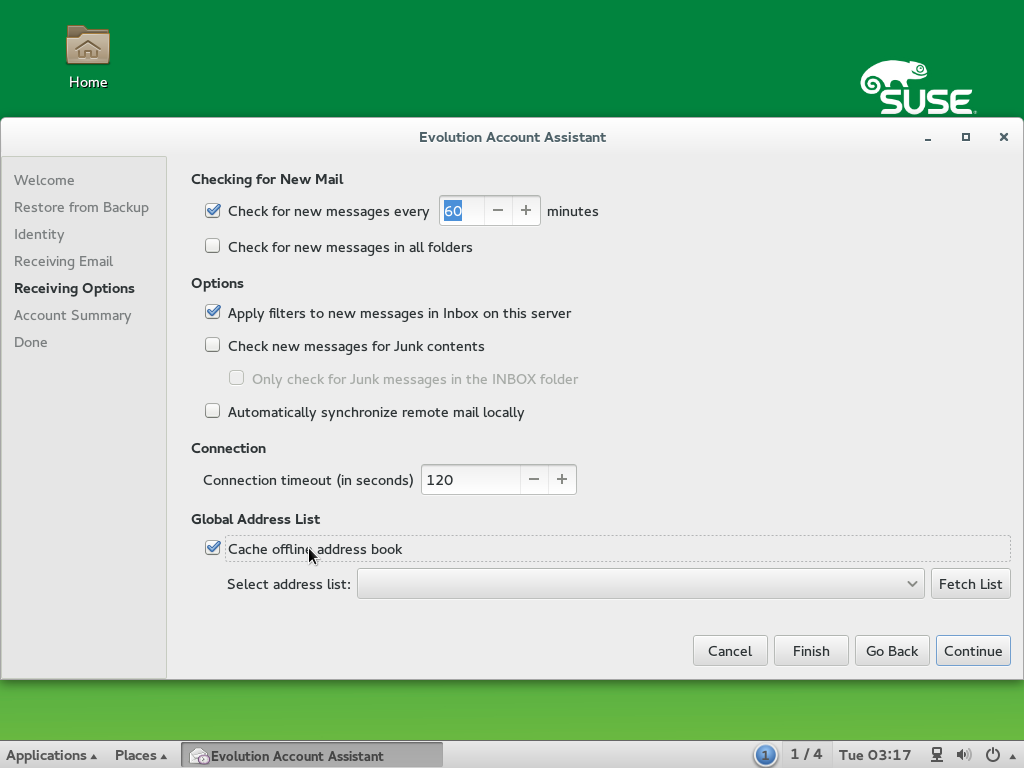 Home
SUSE
Evolution Account Assistant
Welcome
Restore from Backup
Identity
Receiving Email
Receiving Options
Account Summary
Done
Checking for New Mail
Check for new messages every 60 minutes
Check for new messages in all folders
Options
Apply filters to new messages in Inbox on this server
Check new messages for Junk contents
Only check for Junk messages in the INBOX folder
Automatically synchronize remote mail locally
Connection
Connection timeout (in seconds) 120
Global Address List
Cache offline address book
Select address list: Fetch List
Cancel Finish Go Back Continue
Applications Places Evolution Account Assistant 1 1 / 4 Tue 03:17